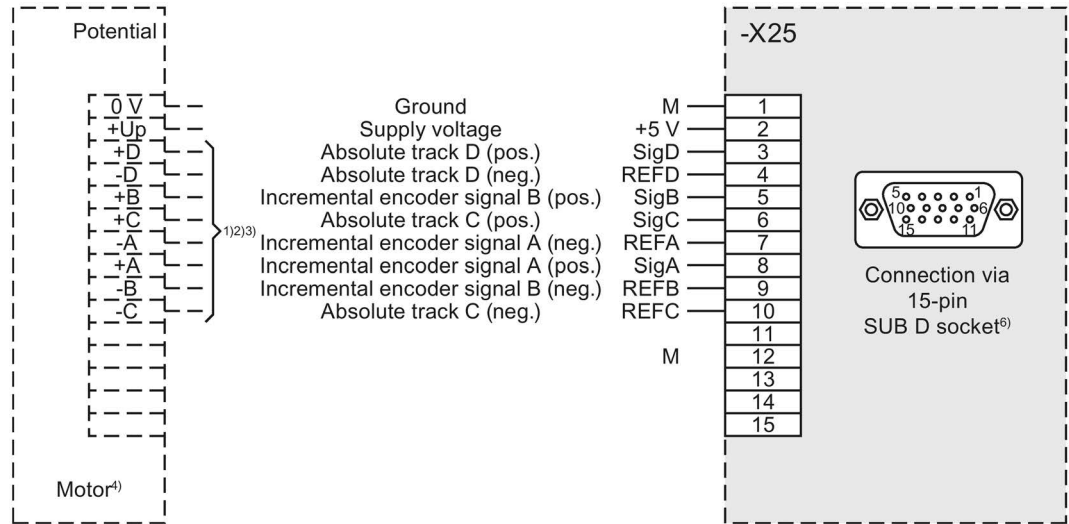 Potential
-X25
0 V Ground M 1
+Up Supply voltage +5 V 2
+D Absolute track D (pos.) SigD 3
-D Absolute track D (neg.) REFD 4
+B Incremental encoder signal B (pos.) SigB 5
+C Absolute track C (pos.) SigC 6
-A 1)2)3) Incremental encoder signal A (neg.) REFA 7
+A Incremental encoder signal A (pos.) SigA 8
-B Incremental encoder signal B (neg.) REFB 9
-C Absolute track C (neg.) REFC 10
11
M 12
13
14
15
5 1
10 6
15 11
Connection via
15-pin
SUB D socket6)
Motor4)